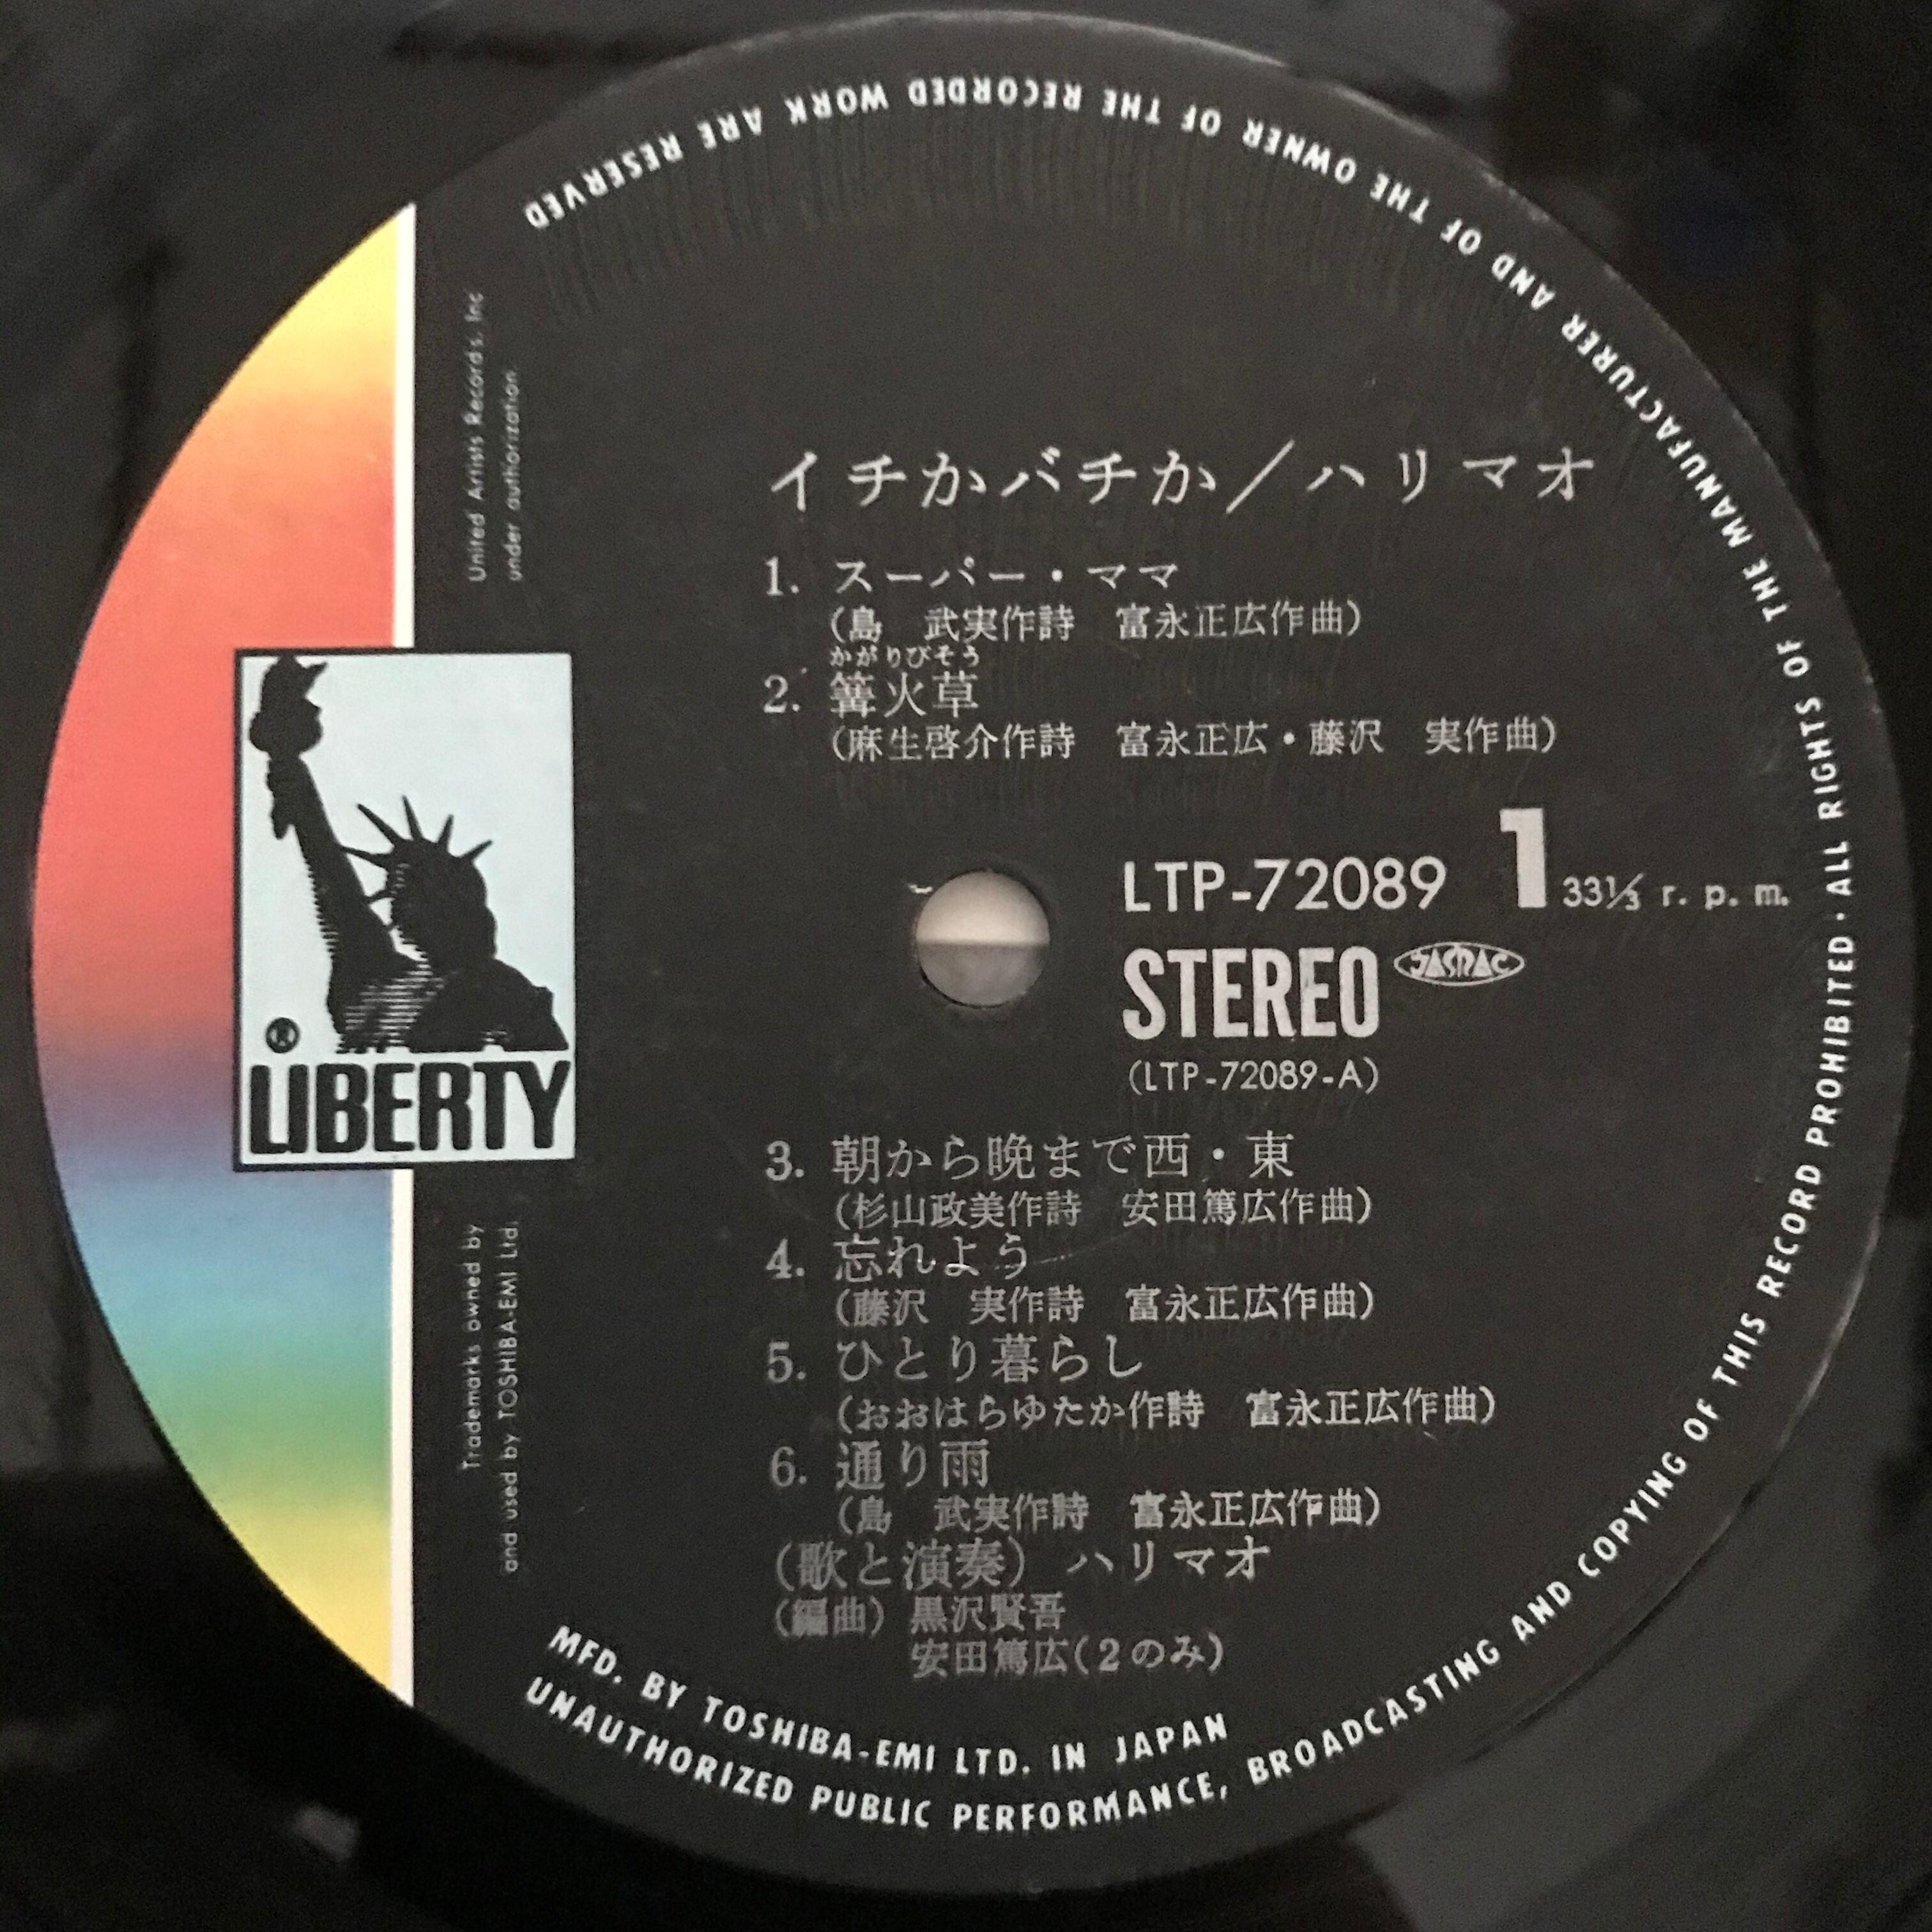 イチかバチか／ハリマオ
1. スーパー・ママ
(島　武実作詩　富永正広作曲)
かがりびそう
2. 篝火草
(麻生啓介作詩　富永正広・藤沢　実作曲)
LTP-72089 1 33⅓ r. p. m.
STEREO JASRAC
(LTP-72089-A)
3. 朝から晩まで西・東
(杉山政美作詩　安田篤広作曲)
4. 忘れよう
(藤沢　実作詩　富永正広作曲)
5. ひとり暮らし
(おおはらゆたか作詩　富永正広作曲)
6. 通り雨
(島　武実作詩　富永正広作曲)
(歌と演奏) ハリマオ
(編曲) 黒沢賢吾
安田篤広(2のみ)
® LIBERTY
United Artists Records, Inc
under authorization.
Trademarks owned by
and used by TOSHIBA-EMI Ltd.
MFD. BY TOSHIBA-EMI LTD. IN JAPAN
UNAUTHORIZED PUBLIC PERFORMANCE, BROADCASTING AND COPYING OF THIS RECORD PROHIBITED · ALL RIGHTS OF THE MANUFACTURER AND OF THE OWNER OF THE RECORDED WORK ARE RESERVED